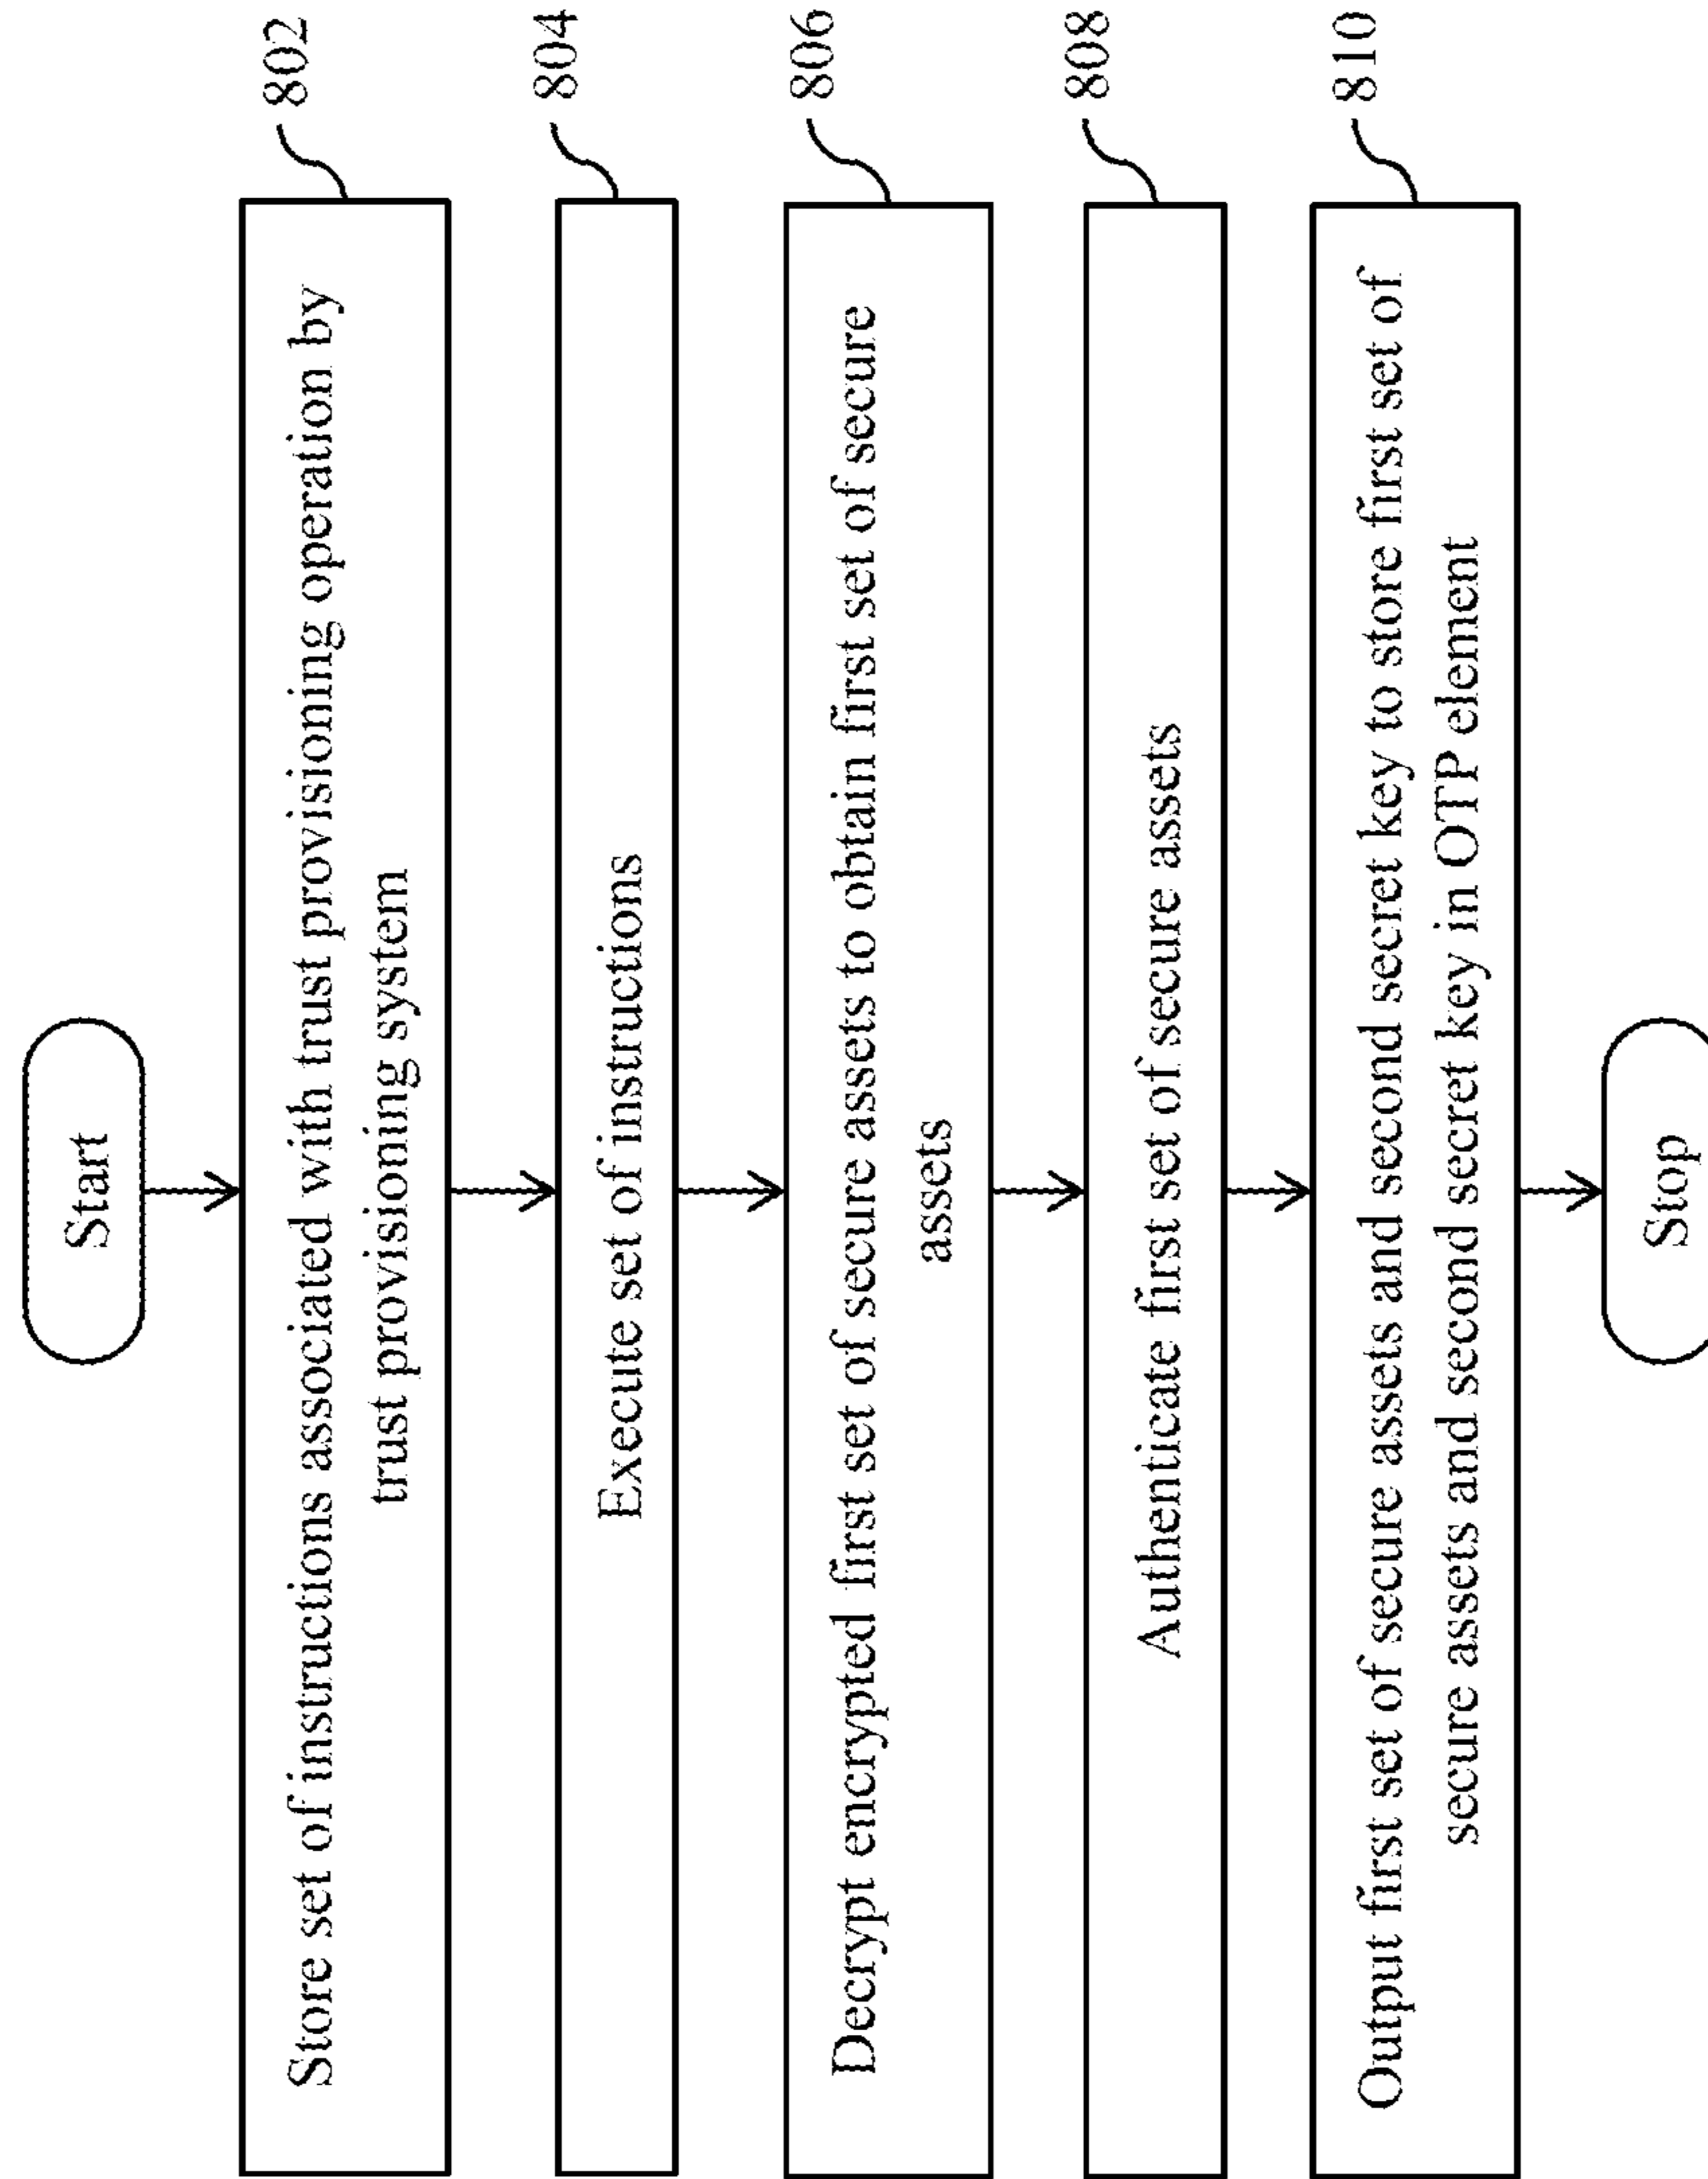 Start
Store set of instructions associated with trust provisioning operation by
trust provisioning system
802
Execute set of instructions
804
Decrypt encrypted first set of secure assets to obtain first set of secure
assets
806
Authenticate first set of secure assets
808
Output first set of secure assets and second secret key to store first set of
secure assets and second secret key in OTP element
810
Stop